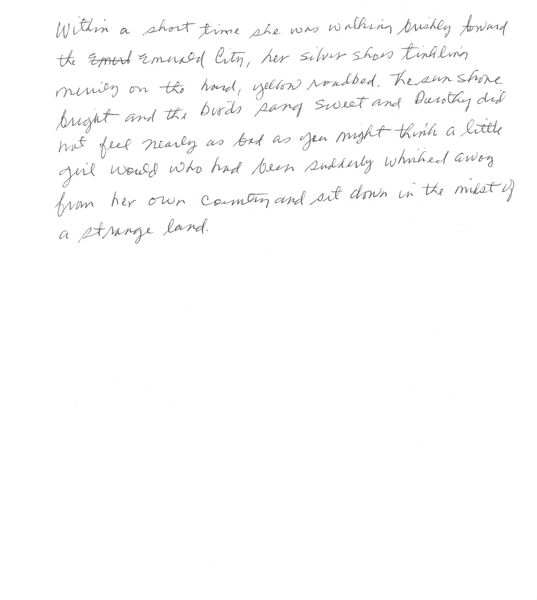 Within a short time she was walking briskly toward
the Emerld Emerald City, her silver shoes tinkling
merrily on the hard, yellow roadbed. The sun shone
bright and the birds sang sweet and Dorothy did
not feel nearly as bad as you might think a little
girl would who had been suddenly whisked away
from her own country and sit down in the midst of
a strange land.